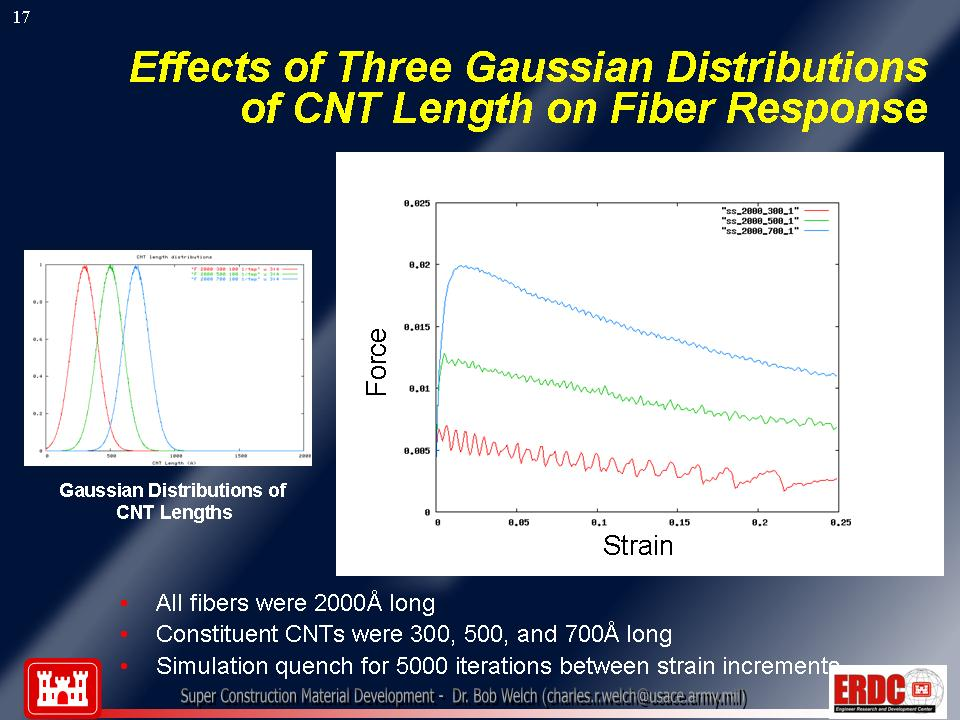 17
Effects of Three Gaussian Distributions
of CNT Length on Fiber Response
CNT length distributions
1
0.8
0.6
0.4
0.2
0
0
500
1000
1500
2000
CNT Length (A)
Gaussian Distributions of
CNT Lengths
"ss_2000_300_1"
"ss_2000_500_1"
"ss_2000_700_1"
0.025
0.02
0.015
0.01
0.005
0
Force
0
0.05
0.1
0.15
0.2
0.25
Strain
• All fibers were 2000Å long
• Constituent CNTs were 300, 500, and 700Å long
• Simulation quench for 5000 iterations between strain increments
Super Construction Material Development - Dr. Bob Welch (charles.r.welch@usace.army.mil)
ERDC
Engineer Research and Development Center